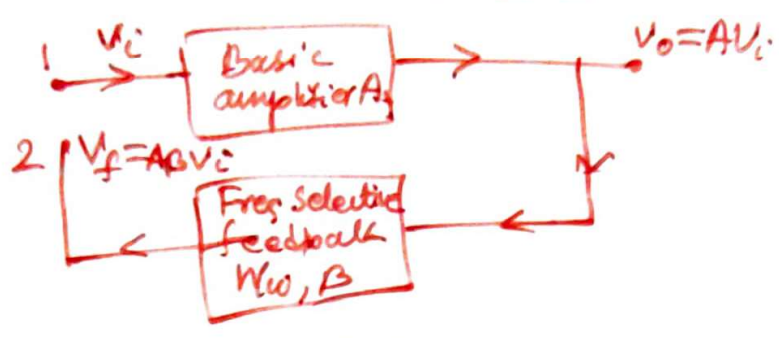 1 Vi
Basic
amplifier A,
Vo=AVi
2 Vf=AβVi
Freq Selective
feedback
N/w, β